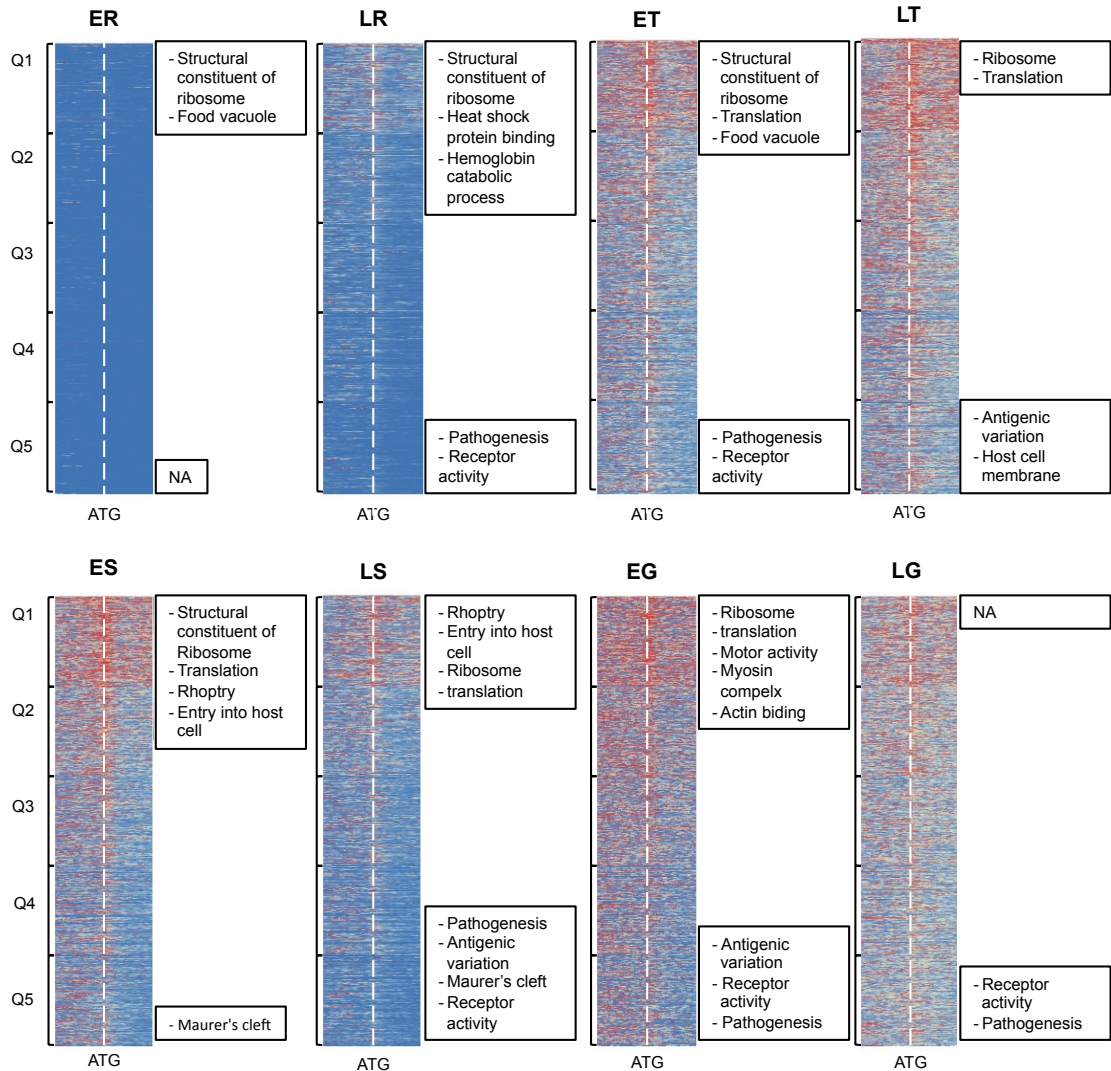 ER
LR
ET
LT
Q1
Q2
Q3
Q4
Q5
- Structural
constituent of
ribosome
- Food vacuole
NA
ATG
- Structural
constituent of
ribosome
- Heat shock
protein binding
- Hemoglobin
catabolic
process
- Pathogenesis
- Receptor
activity
ATG
- Structural
constituent of
ribosome
- Translation
- Food vacuole
- Pathogenesis
- Receptor
activity
ATG
- Ribosome
- Translation
- Antigenic
variation
- Host cell
membrane
ATG
ES
LS
EG
LG
Q1
Q2
Q3
Q4
Q5
- Structural
constituent of
Ribosome
- Translation
- Rhoptry
- Entry into host
cell
- Maurer's cleft
ATG
- Rhoptry
- Entry into host
cell
- Ribosome
- translation
- Pathogenesis
- Antigenic
variation
- Maurer's cleft
- Receptor
activity
ATG
- Ribosome
- translation
- Motor activity
- Myosin
compelx
- Actin biding
- Antigenic
variation
- Receptor
activity
- Pathogenesis
ATG
NA
- Receptor
activity
- Pathogenesis
ATG